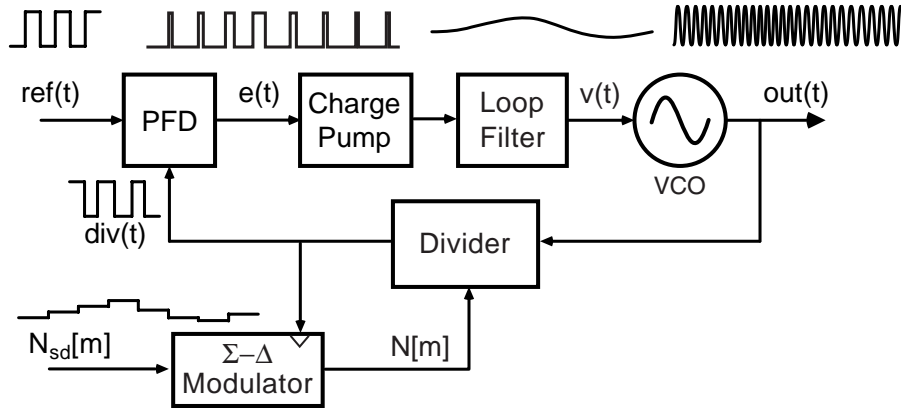 ref(t)
PFD
e(t)
Charge
Pump
Loop
Filter
v(t)
VCO
out(t)
div(t)
Divider
N_sd[m]
Σ−Δ
Modulator
N[m]